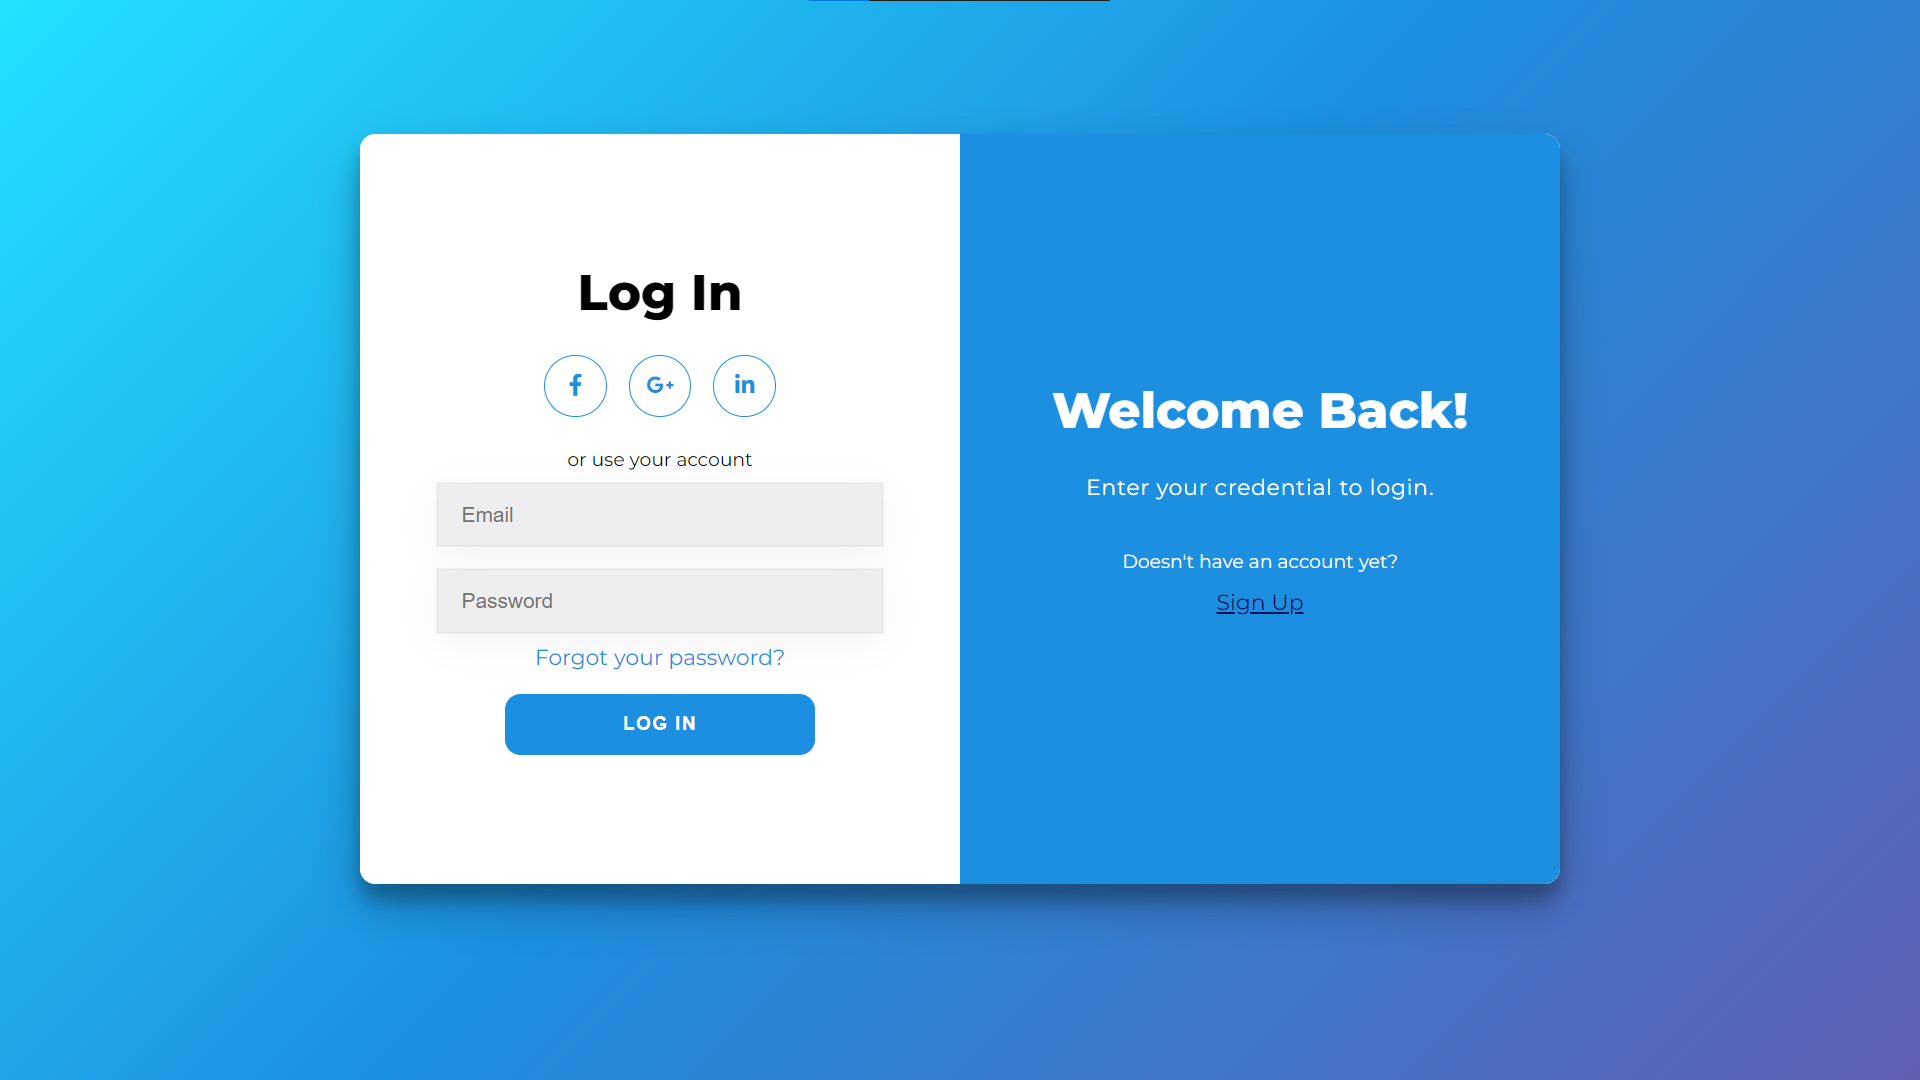 Log In
f G+ in
or use your account
Email
Password
Forgot your password?
LOG IN
Welcome Back!
Enter your credential to login.
Doesn't have an account yet?
Sign Up